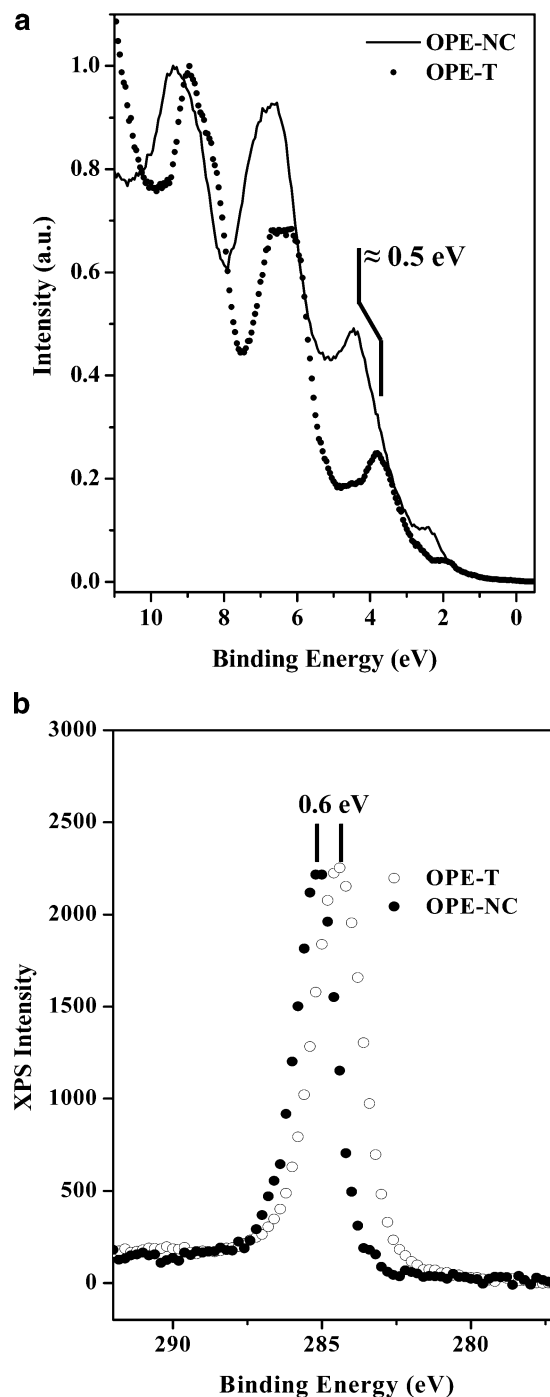 a
OPE-NC
OPE-T
≈ 0.5 eV
Intensity (a.u.)
1.0
0.8
0.6
0.4
0.2
0.0
10 8 6 4 2 0
Binding Energy (eV)
b
0.6 eV
OPE-T
OPE-NC
XPS Intensity
3000
2500
2000
1500
1000
500
0
290 285 280
Binding Energy (eV)